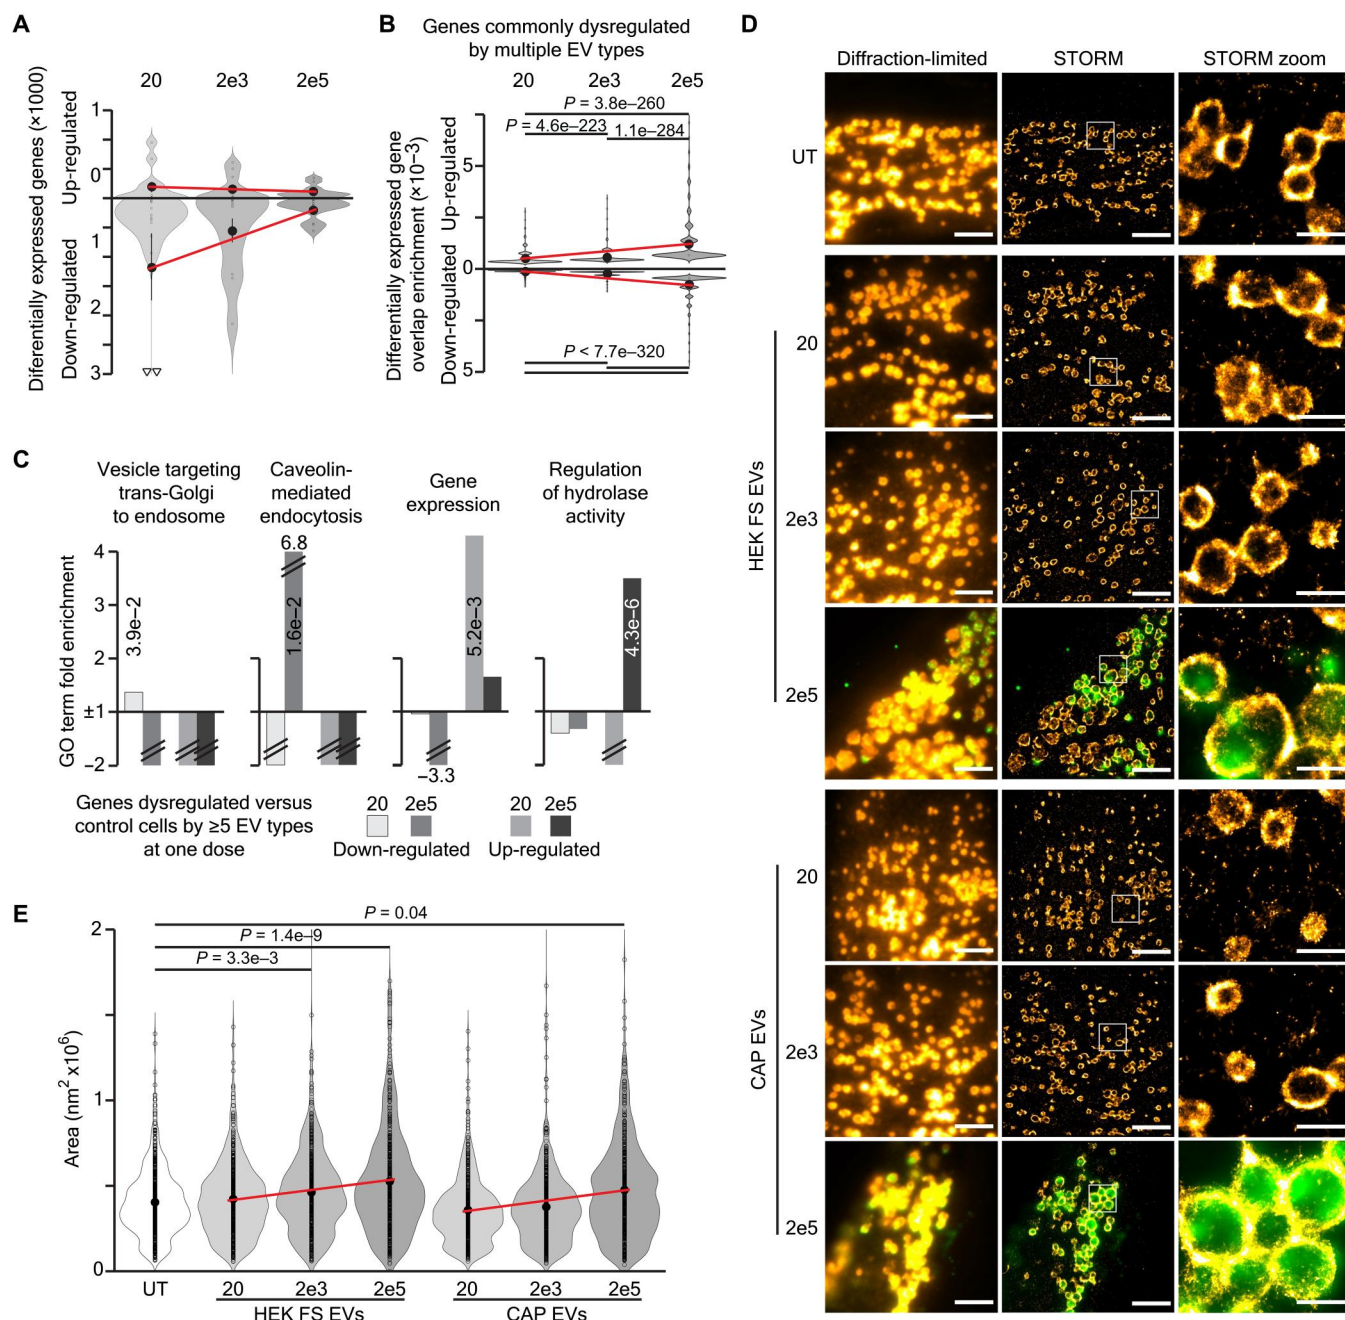 A
20
2e3
2e5
Diferentially expressed genes (×1000)
Up-regulated
Down-regulated
1
0
1
2
3
B
Genes commonly dysregulated
by multiple EV types
20
2e3
2e5
P = 3.8e–260
P = 4.6e–223
1.1e–284
P < 7.7e–320
Differentially expressed gene
overlap enrichment (×10−3)
Up-regulated
Down-regulated
5
0
5
C
Vesicle targeting
trans-Golgi
to endosome
Caveolin-
mediated
endocytosis
Gene
expression
Regulation
of hydrolase
activity
GO term fold enrichment
4
3
2
±1
−2
3.9e–2
6.8
1.6e–2
−3.3
5.2e–3
4.3e–6
Genes dysregulated versus
control cells by ≥5 EV types
at one dose
20
2e5
Down-regulated
20
2e5
Up-regulated
D
Diffraction-limited
STORM
STORM zoom
UT
HEK FS EVs
20
2e3
2e5
CAP EVs
20
2e3
2e5
E
P = 0.04
P = 1.4e–9
P = 3.3e–3
Area (nm2 x106)
2
1
0
UT
20
2e3
2e5
HEK FS EVs
20
2e3
2e5
CAP EVs